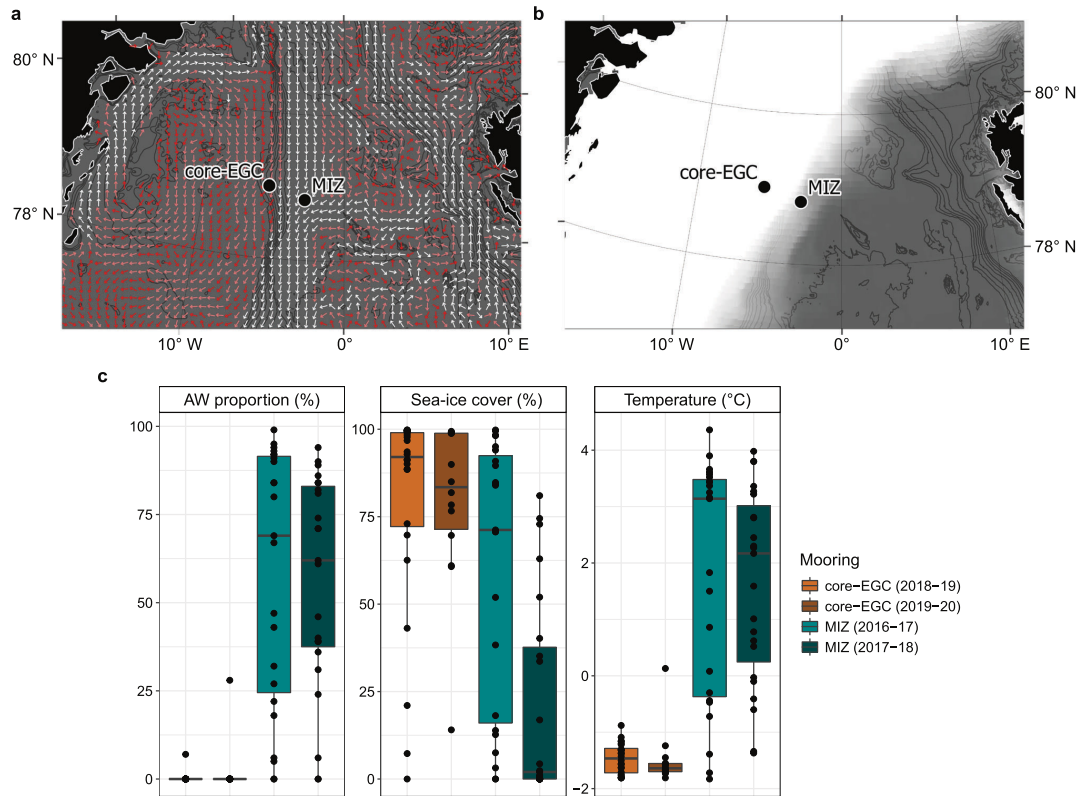 a
b
80° N
78° N
core-EGC
MIZ
10° W
0°
10° E
core-EGC
MIZ
80° N
78° N
10° W
0°
10° E
c
AW proportion (%)
Sea-ice cover (%)
Temperature (°C)
100
75
50
25
0
100
75
50
25
0
4
2
0
−2
Mooring
core−EGC (2018−19)
core−EGC (2019−20)
MIZ (2016−17)
MIZ (2017−18)